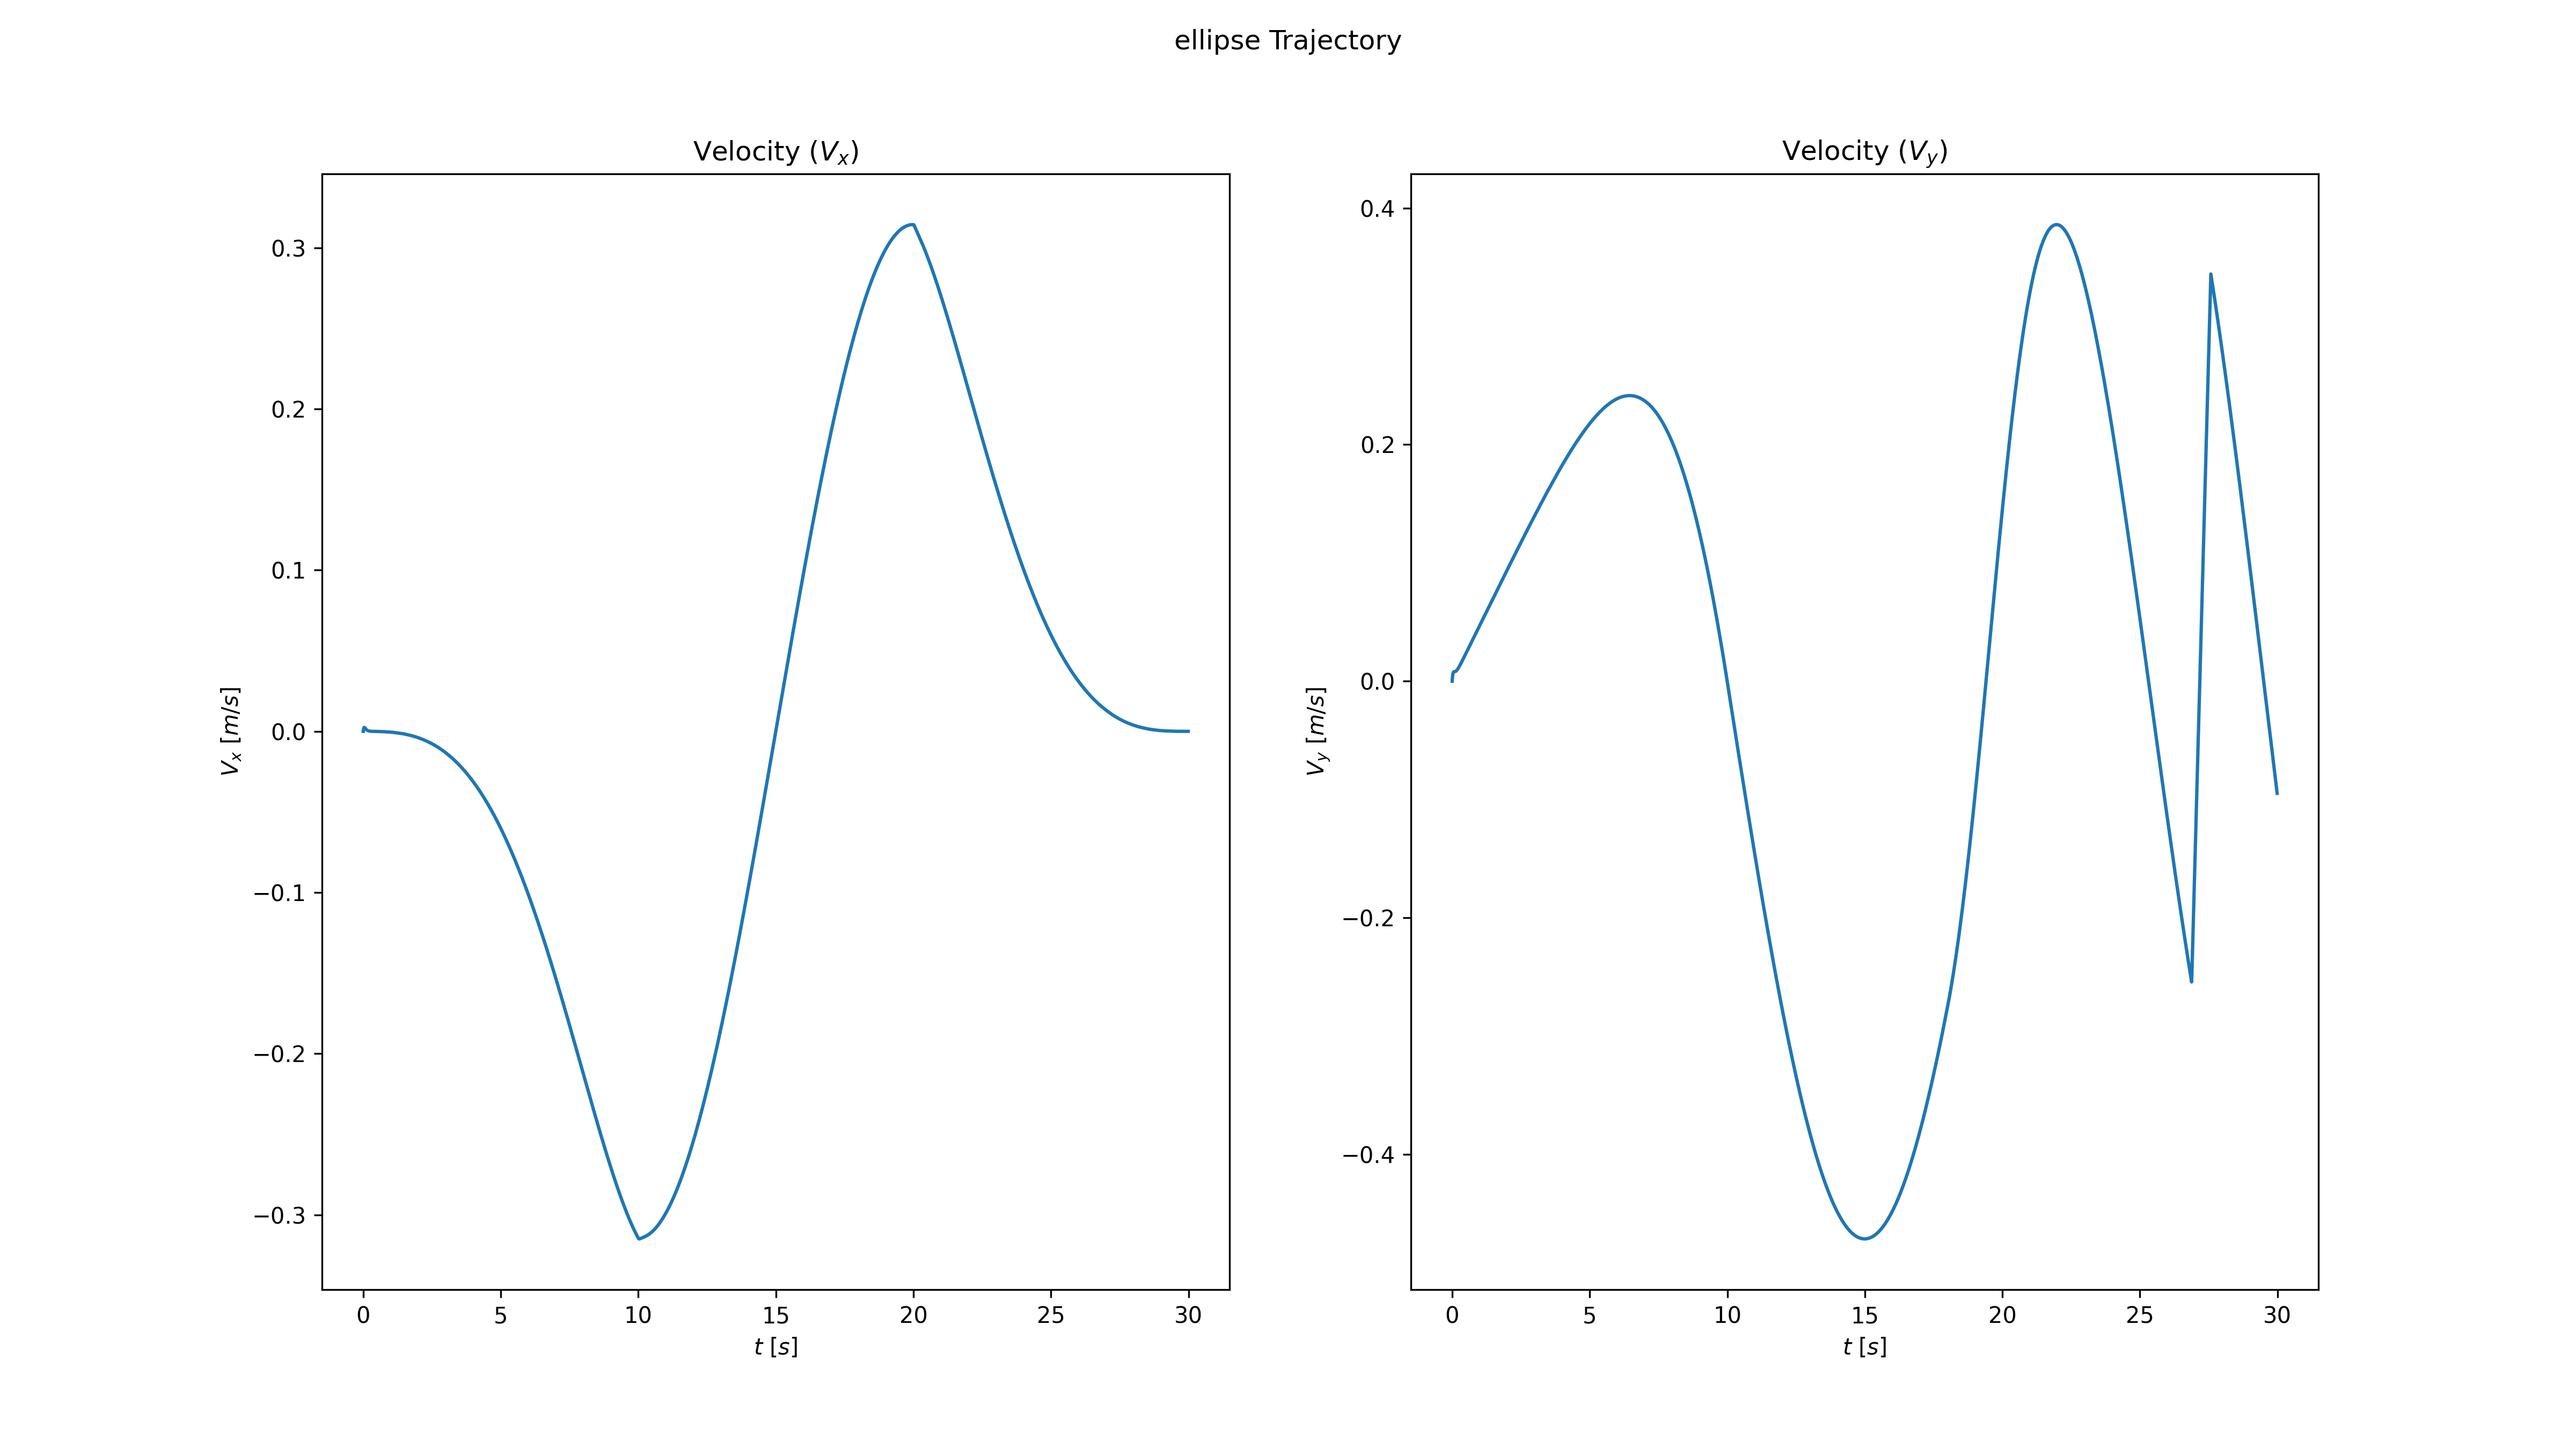 ellipse Trajectory
Velocity (Vₓ)
0.3
0.2
0.1
0.0
−0.1
−0.2
−0.3
Vₓ [m/s]
0 5 10 15 20 25 30
t [s]
Velocity (V_y)
0.4
0.2
0.0
−0.2
−0.4
V_y [m/s]
0 5 10 15 20 25 30
t [s]